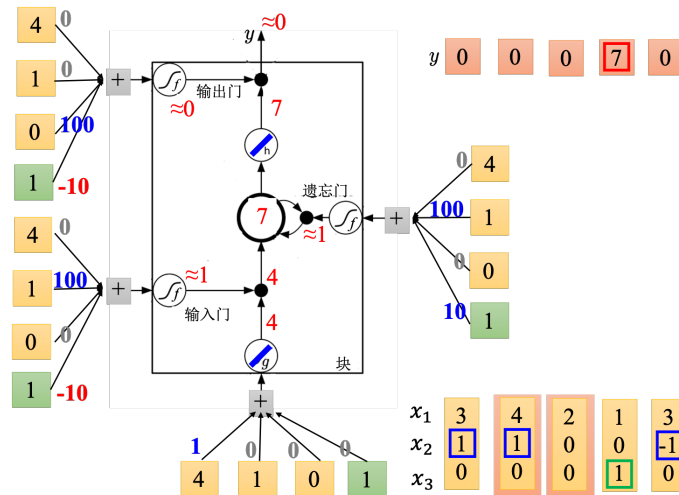 4 0
≈0
y
y 0 0 0 7 0
1 0
+
f
输出门
≈0
0 100
7
1 -10
h
4 0
遗忘门
7
≈1
f
+
0 4
100 1
0 0
10 1
1 100
+
f
≈1
输入门
4
0 0
4
1 -10
g
块
+
1 0 0 0
4 1 0 1
x₁ 3 4 2 1 3
x₂ 1 1 0 0 -1
x₃ 0 0 0 1 0